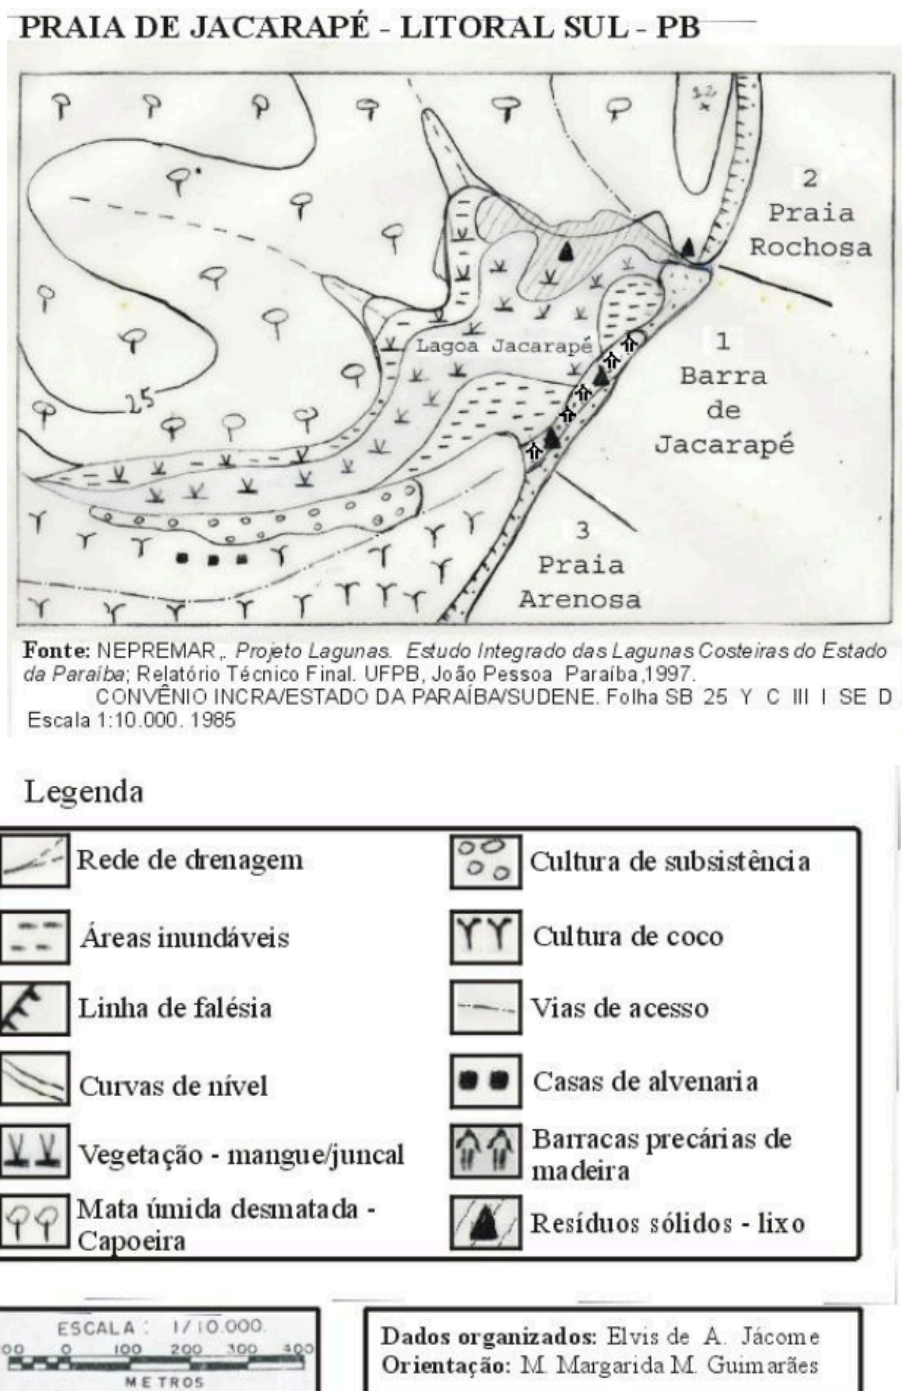 PRAIA DE JACARAPÉ - LITORAL SUL - PB
12
2
Praia
Rochosa
Lagoa Jacarapé
1
Barra
de
Jacarapé
25
3
Praia
Arenosa
Fonte: NEPREMAR,. Projeto Lagunas. Estudo Integrado das Lagunas Costeiras do Estado
da Paraíba; Relatório Técnico Final. UFPB, João Pessoa Paraíba,1997.
CONVÊNIO INCRA/ESTADO DA PARAÍBA/SUDENE. Folha SB 25 Y C III I SE D
Escala 1:10.000. 1985
Legenda
Rede de drenagem
Áreas inundáveis
Linha de falésia
Curvas de nível
Vegetação - mangue/juncal
Mata úmida desmatada -
Capoeira
Cultura de subsistência
Cultura de coco
Vias de acesso
Casas de alvenaria
Barracas precárias de
madeira
Resíduos sólidos - lixo
ESCALA: 1/10.000.
00 0 100 200 300 400
METROS
Dados organizados: Elvis de A. Jácome
Orientação: M. Margarida M. Guimarães